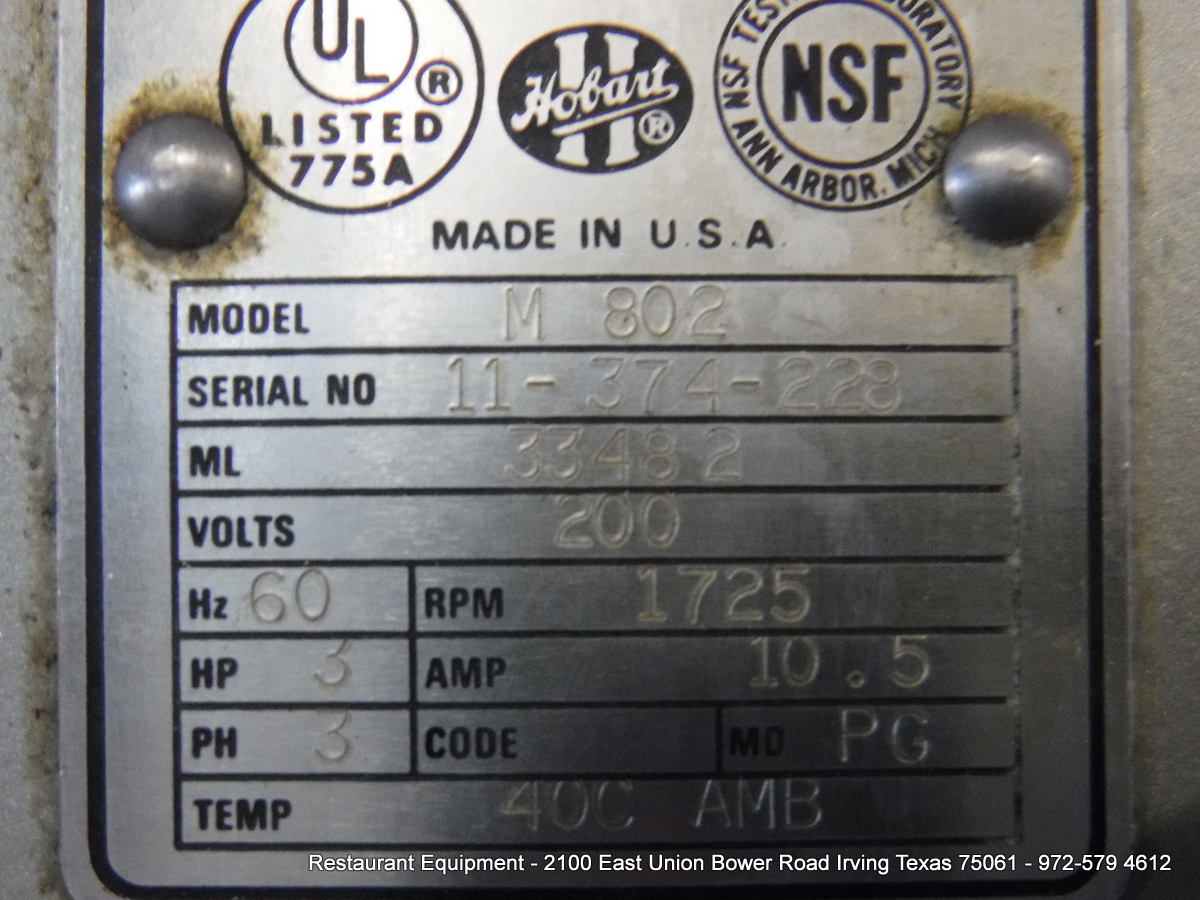 UL ®
LISTED
775A
Hobart ®
NSF TESTING LABORATORY
NSF
ANN ARBOR, MICH
MADE IN U.S.A.
MODEL M 802
SERIAL NO 11-374-228
ML 33482
VOLTS 200
Hz 60 RPM 1725
HP 3 AMP 10.5
PH 3 CODE MD PG
TEMP 40C AMB
Restaurant Equipment - 2100 East Union Bower Road Irving Texas 75061 - 972-579 4612